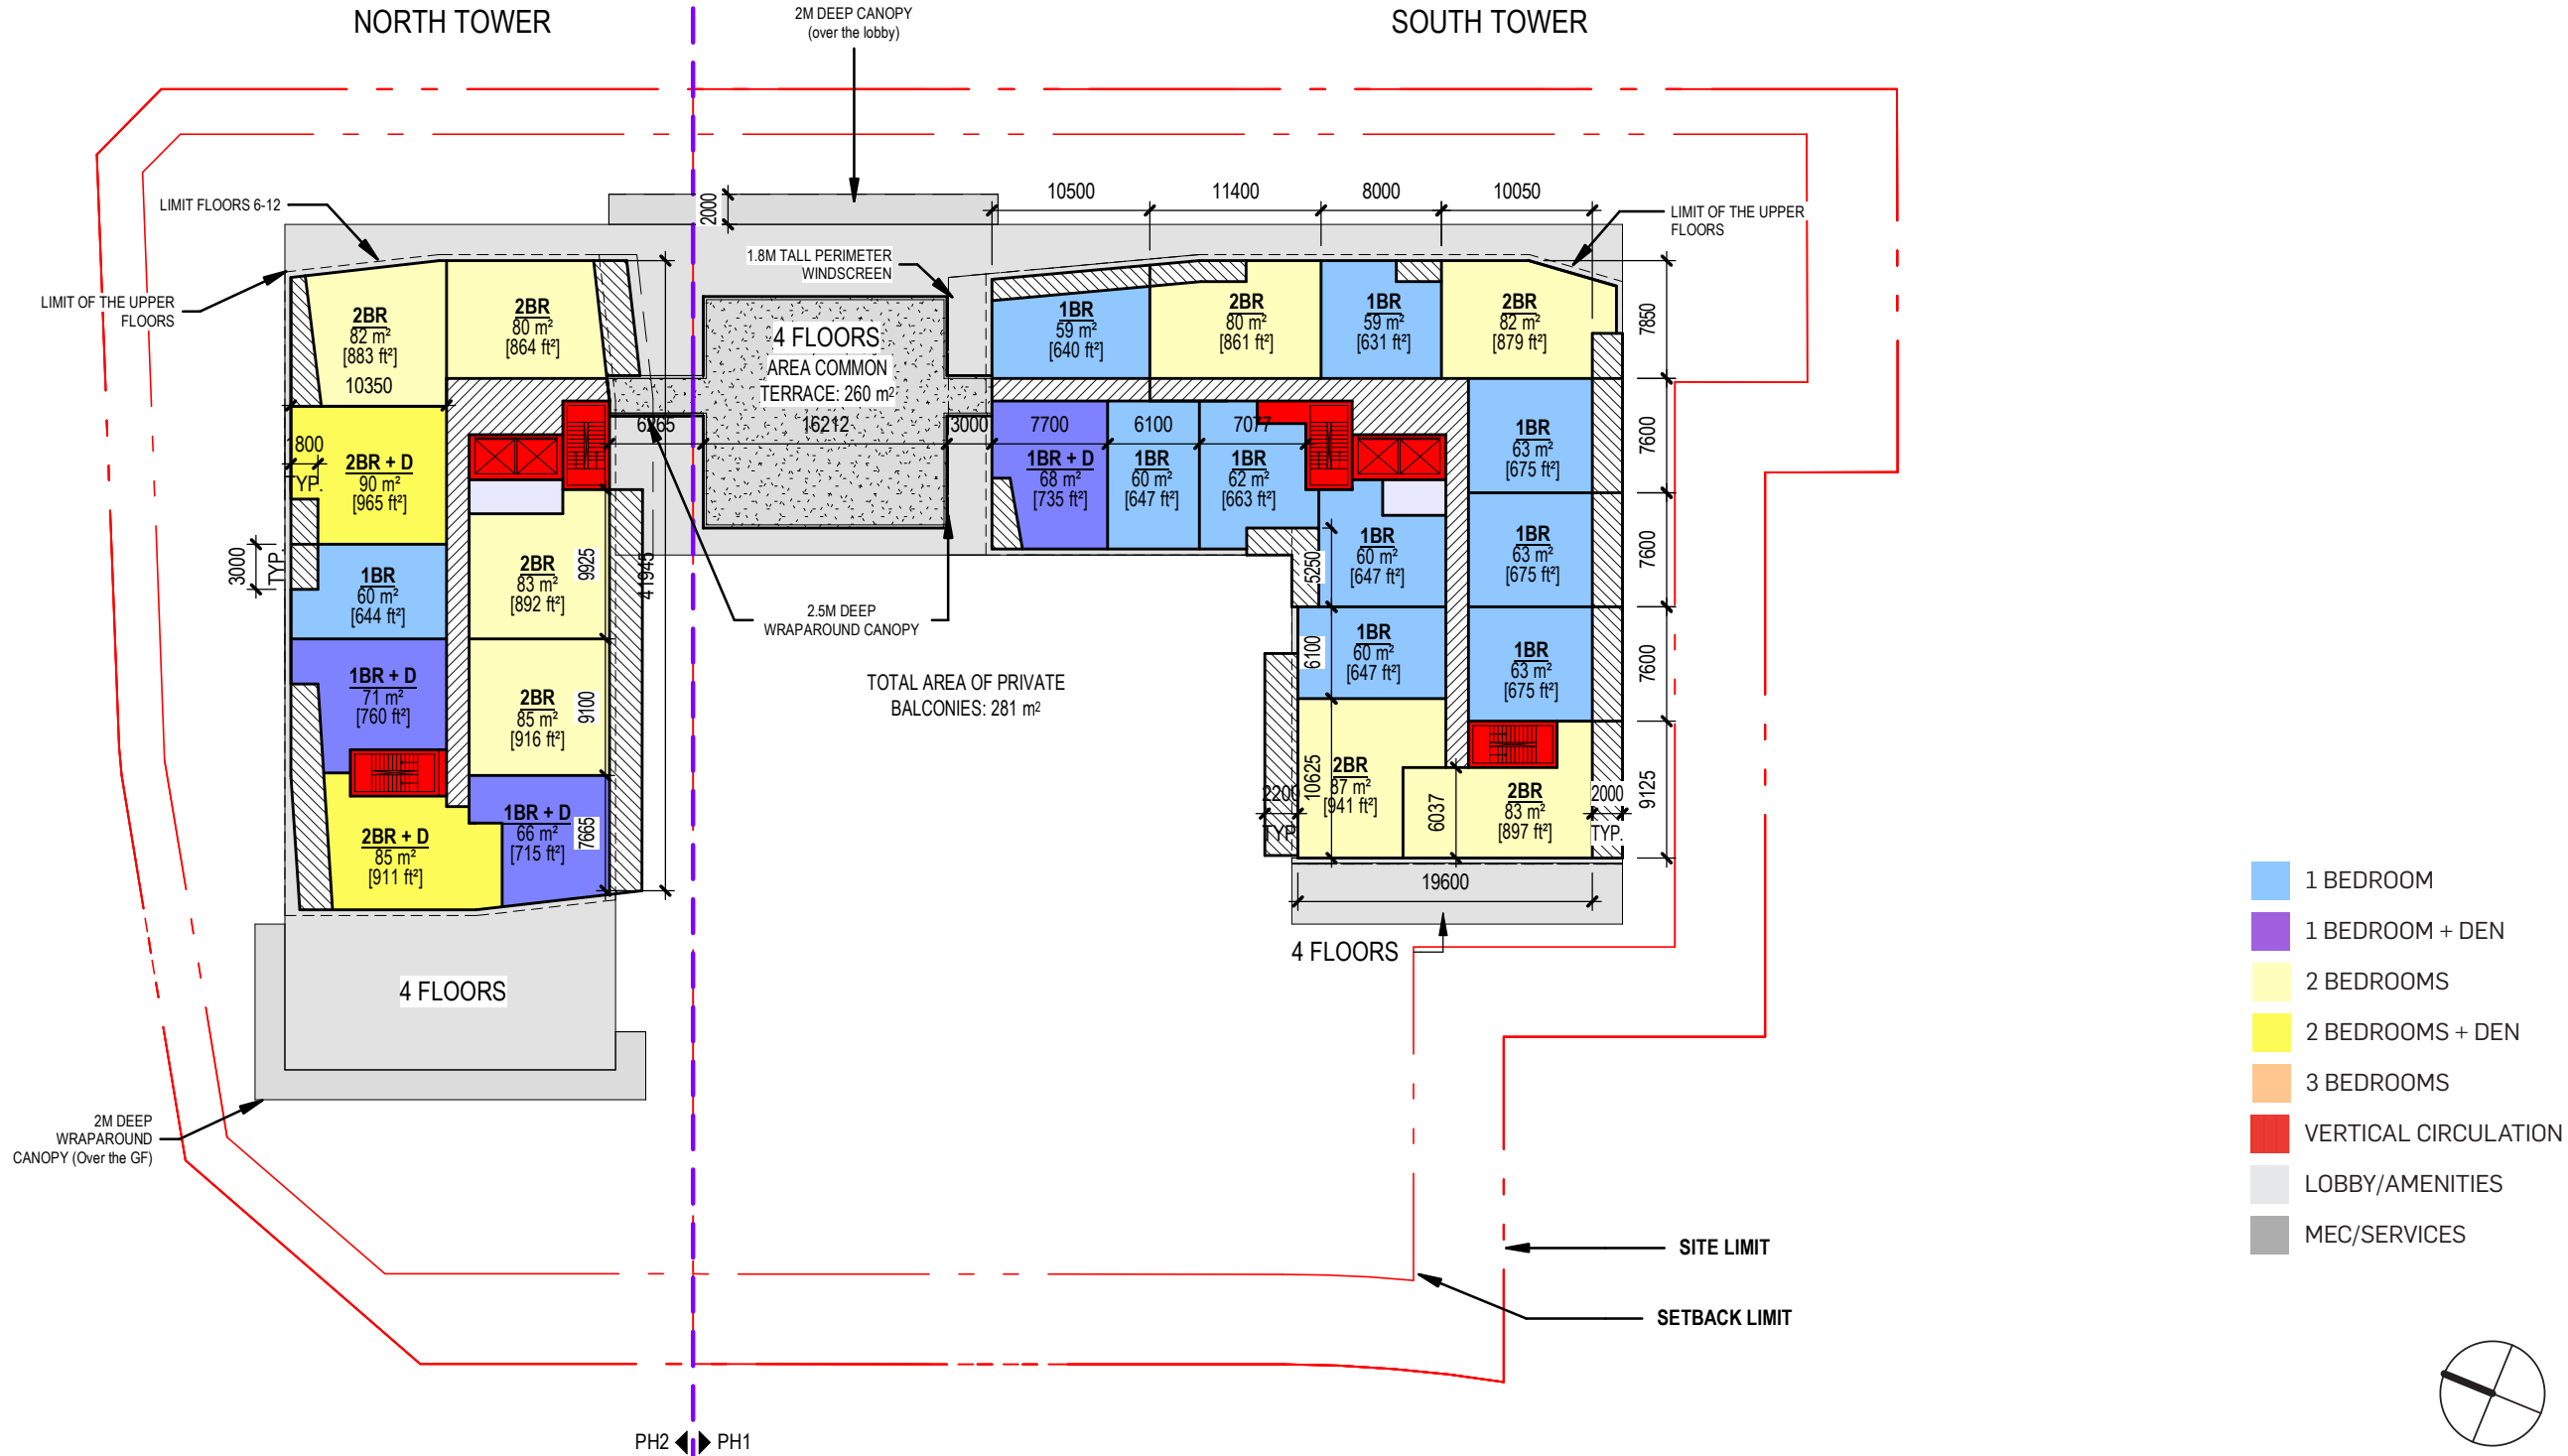 NORTH TOWER
2M DEEP CANOPY
(over the lobby)
SOUTH TOWER
LIMIT FLOORS 6-12
2000
10500
11400
8000
10050
LIMIT OF THE UPPER
FLOORS
1.8M TALL PERIMETER
WINDSCREEN
LIMIT OF THE UPPER
FLOORS
2BR
82 m²
[883 ft²]
10350
2BR
80 m²
[864 ft²]
4 FLOORS
AREA COMMON
TERRACE: 260 m²
1BR
59 m²
[640 ft²]
2BR
80 m²
[861 ft²]
1BR
59 m²
[631 ft²]
2BR
82 m²
[879 ft²]
7850
6265
16212
3000
7700
6100
7077
1800
TYP.
2BR + D
90 m²
[965 ft²]
1BR + D
68 m²
[735 ft²]
1BR
60 m²
[647 ft²]
1BR
62 m²
[663 ft²]
1BR
63 m²
[675 ft²]
7600
3000
TYP.
1BR
60 m²
[644 ft²]
2BR
83 m²
[892 ft²]
9925
41945
5250
1BR
60 m²
[647 ft²]
1BR
63 m²
[675 ft²]
7600
2.5M DEEP
WRAPAROUND CANOPY
1BR + D
71 m²
[760 ft²]
2BR
85 m²
[916 ft²]
9100
TOTAL AREA OF PRIVATE
BALCONIES: 281 m²
6100
1BR
60 m²
[647 ft²]
1BR
63 m²
[675 ft²]
7600
2BR + D
85 m²
[911 ft²]
1BR + D
66 m²
[715 ft²]
7665
2200
TYP.
10625
2BR
87 m²
[941 ft²]
6037
2BR
83 m²
[897 ft²]
2000
TYP.
9125
19600
4 FLOORS
4 FLOORS
2M DEEP
WRAPAROUND
CANOPY (Over the GF)
SITE LIMIT
SETBACK LIMIT
PH2
PH1
1 BEDROOM
1 BEDROOM + DEN
2 BEDROOMS
2 BEDROOMS + DEN
3 BEDROOMS
VERTICAL CIRCULATION
LOBBY/AMENITIES
MEC/SERVICES